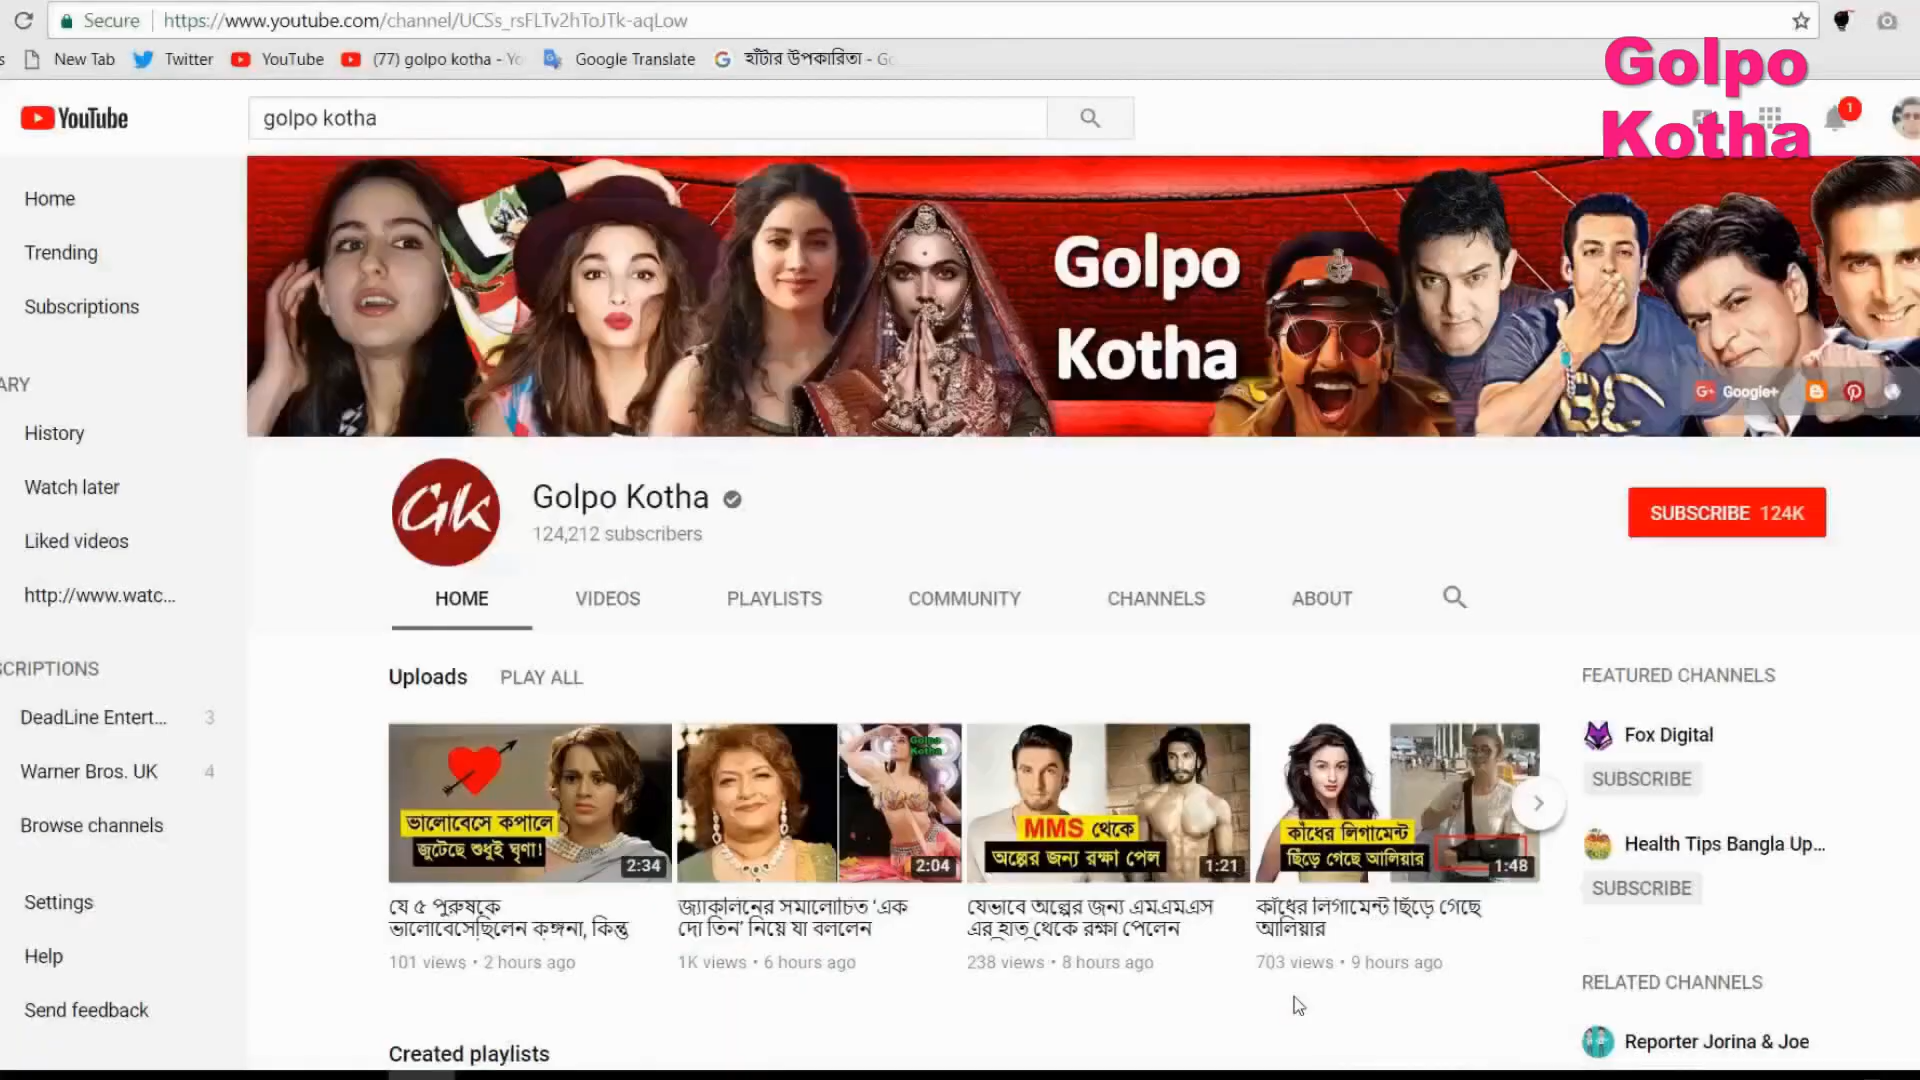 Secure
https://www.youtube.com/channel/UCSs_rsFLTv2hToJTk-aqLow
New Tab
Twitter
YouTube
(77) golpo kotha - Yo
Google Translate
হাঁটার উপকারিতা - Go
Golpo
Kotha
YouTube
golpo kotha
1
Home
Trending
Subscriptions
ARY
History
Watch later
Liked videos
http://www.watc...
SCRIPTIONS
DeadLine Entert... 3
Warner Bros. UK 4
Browse channels
Settings
Help
Send feedback
Golpo
Kotha
Google+
GK
Golpo Kotha
124,212 subscribers
SUBSCRIBE 124K
HOME
VIDEOS
PLAYLISTS
COMMUNITY
CHANNELS
ABOUT
Uploads
PLAY ALL
ভালোবেসে কপালে
জুটেছে শুধুই ঘৃণা!
2:34
যে ৫ পুরুষকে
ভালোবেসেছিলেন কঙ্গনা, কিন্তু
101 views • 2 hours ago
Golpo
Kotha
2:04
জ্যাকলিনের সমালোচিত ‘এক
দো তিন’ নিয়ে যা বললেন
1K views • 6 hours ago
MMS থেকে
অল্পের জন্য রক্ষা পেল
1:21
যেভাবে অল্পের জন্য এমএমএস
এর হাত থেকে রক্ষা পেলেন
238 views • 8 hours ago
কাঁধের লিগামেন্ট
ছিঁড়ে গেছে আলিয়ার
1:48
কাঁধের লিগামেন্ট ছিঁড়ে গেছে
আলিয়ার
703 views • 9 hours ago
Created playlists
FEATURED CHANNELS
Fox Digital
SUBSCRIBE
Health Tips Bangla Up...
SUBSCRIBE
RELATED CHANNELS
Reporter Jorina & Joe